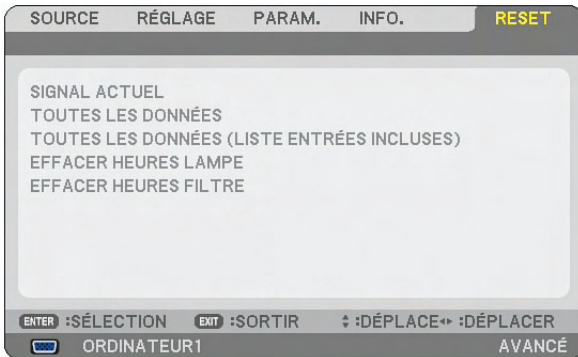 SOURCE RÉGLAGE PARAM. INFO. RESET
SIGNAL ACTUEL
TOUTES LES DONNÉES
TOUTES LES DONNÉES (LISTE ENTRÉES INCLUSES)
EFFACER HEURES LAMPE
EFFACER HEURES FILTRE
ENTER :SÉLECTION EXIT :SORTIR :DÉPLACE :DÉPLACER
ORDINATEUR1 AVANCÉ